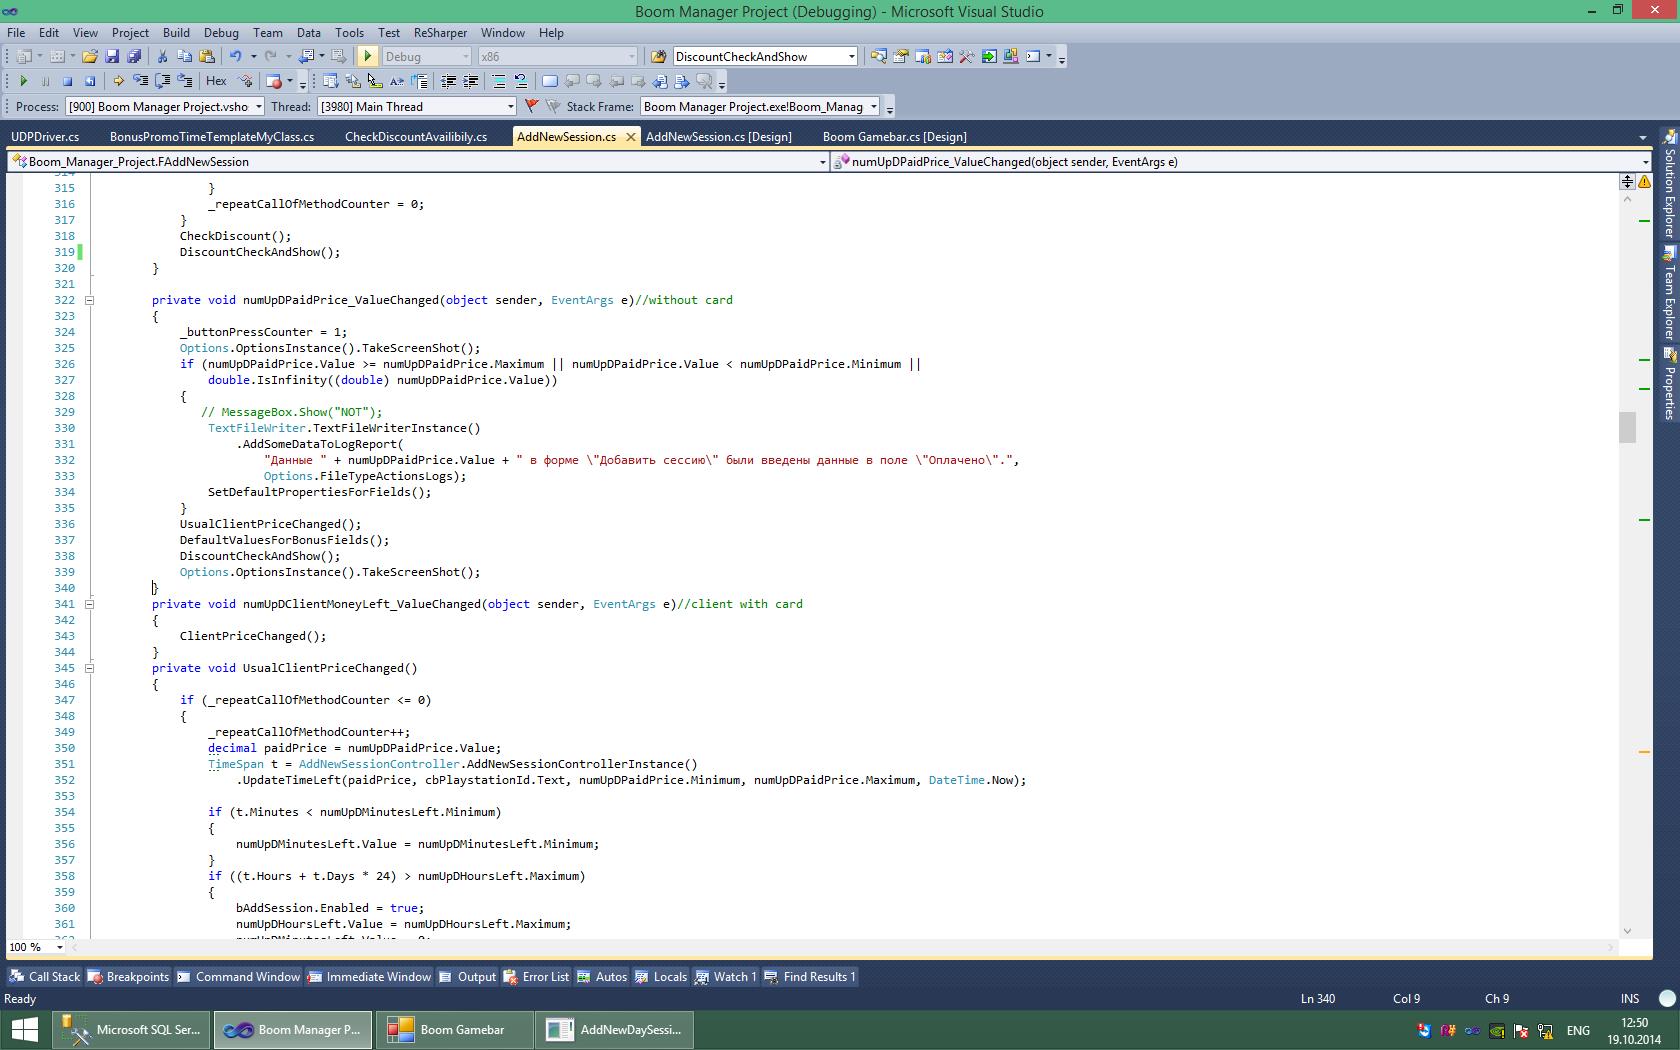 Boom Manager Project (Debugging) - Microsoft Visual Studio
File Edit View Project Build Debug Team Data Tools Test ReSharper Window Help
Debug x86 DiscountCheckAndShow
Hex
Process: [900] Boom Manager Project.vsho Thread: [3980] Main Thread Stack Frame: Boom Manager Project.exe!Boom_Manag
UDPDriver.cs BonusPromoTimeTemplateMyClass.cs CheckDiscountAvailibily.cs AddNewSession.cs AddNewSession.cs [Design] Boom Gamebar.cs [Design]
Boom_Manager_Project.FAddNewSession numUpDPaidPrice_ValueChanged(object sender, EventArgs e)
314
315 }
316 _repeatCallOfMethodCounter = 0;
317 }
318 CheckDiscount();
319 DiscountCheckAndShow();
320 }
321
322 private void numUpDPaidPrice_ValueChanged(object sender, EventArgs e)//without card
323 {
324 _buttonPressCounter = 1;
325 Options.OptionsInstance().TakeScreenShot();
326 if (numUpDPaidPrice.Value >= numUpDPaidPrice.Maximum || numUpDPaidPrice.Value < numUpDPaidPrice.Minimum ||
327 double.IsInfinity((double) numUpDPaidPrice.Value))
328 {
329 // MessageBox.Show("NOT");
330 TextFileWriter.TextFileWriterInstance()
331 .AddSomeDataToLogReport(
332 "Данные " + numUpDPaidPrice.Value + " в форме \"Добавить сессию\" были введены данные в поле \"Оплачено\".",
333 Options.FileTypeActionsLogs);
334 SetDefaultPropertiesForFields();
335 }
336 UsualClientPriceChanged();
337 DefaultValuesForBonusFields();
338 DiscountCheckAndShow();
339 Options.OptionsInstance().TakeScreenShot();
340 }
341 private void numUpDClientMoneyLeft_ValueChanged(object sender, EventArgs e)//client with card
342 {
343 ClientPriceChanged();
344 }
345 private void UsualClientPriceChanged()
346 {
347 if (_repeatCallOfMethodCounter <= 0)
348 {
349 _repeatCallOfMethodCounter++;
350 decimal paidPrice = numUpDPaidPrice.Value;
351 TimeSpan t = AddNewSessionController.AddNewSessionControllerInstance()
352 .UpdateTimeLeft(paidPrice, cbPlaystationId.Text, numUpDPaidPrice.Minimum, numUpDPaidPrice.Maximum, DateTime.Now);
353
354 if (t.Minutes < numUpDMinutesLeft.Minimum)
355 {
356 numUpDMinutesLeft.Value = numUpDMinutesLeft.Minimum;
357 }
358 if ((t.Hours + t.Days * 24) > numUpDHoursLeft.Maximum)
359 {
360 bAddSession.Enabled = true;
361 numUpDHoursLeft.Value = numUpDHoursLeft.Maximum;
362 numUpDMinutesLeft.Value = 0;
100 %
Solution Explorer
Team Explorer
Properties
Call Stack Breakpoints Command Window Immediate Window Output Error List Autos Locals Watch 1 Find Results 1
Ready Ln 340 Col 9 Ch 9 INS
Microsoft SQL Ser... Boom Manager P... Boom Gamebar AddNewDaySessi... ENG 12:50
19.10.2014